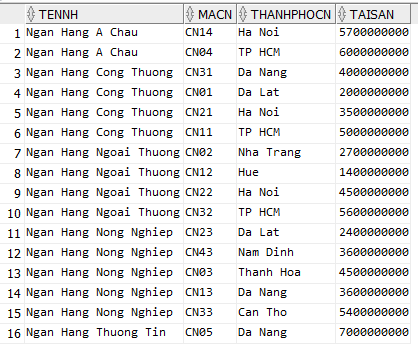 TENNH MACN THANHPHOCN TAISAN
1 Ngan Hang A Chau CN14 Ha Noi 5700000000
2 Ngan Hang A Chau CN04 TP HCM 6000000000
3 Ngan Hang Cong Thuong CN31 Da Nang 4000000000
4 Ngan Hang Cong Thuong CN01 Da Lat 2000000000
5 Ngan Hang Cong Thuong CN21 Ha Noi 3500000000
6 Ngan Hang Cong Thuong CN11 TP HCM 5000000000
7 Ngan Hang Ngoai Thuong CN02 Nha Trang 2700000000
8 Ngan Hang Ngoai Thuong CN12 Hue 1400000000
9 Ngan Hang Ngoai Thuong CN22 Ha Noi 4500000000
10 Ngan Hang Ngoai Thuong CN32 TP HCM 5600000000
11 Ngan Hang Nong Nghiep CN23 Da Lat 2400000000
12 Ngan Hang Nong Nghiep CN43 Nam Dinh 3600000000
13 Ngan Hang Nong Nghiep CN03 Thanh Hoa 4500000000
14 Ngan Hang Nong Nghiep CN13 Da Nang 3600000000
15 Ngan Hang Nong Nghiep CN33 Can Tho 5400000000
16 Ngan Hang Thuong Tin CN05 Da Nang 7000000000